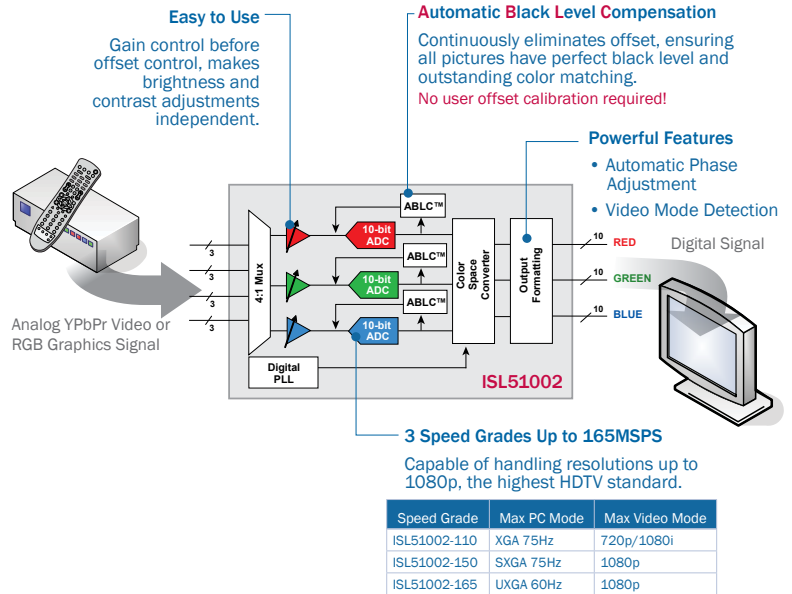 Easy to Use
Gain control before
offset control, makes
brightness and
contrast adjustments
independent.
Automatic Black Level Compensation
Continuously eliminates offset, ensuring
all pictures have perfect black level and
outstanding color matching.
No user offset calibration required!
Powerful Features
• Automatic Phase
Adjustment
• Video Mode Detection
Analog YPbPr Video or
RGB Graphics Signal
3
3
3
3
4:1 Mux
10-bit
ADC
ABLC™
10-bit
ADC
ABLC™
10-bit
ADC
ABLC™
Digital
PLL
Color
Space
Converter
Output
Formatting
ISL51002
10 RED
10 GREEN
10 BLUE
Digital Signal
3 Speed Grades Up to 165MSPS
Capable of handling resolutions up to
1080p, the highest HDTV standard.
Speed Grade Max PC Mode Max Video Mode
ISL51002-110 XGA 75Hz 720p/1080i
ISL51002-150 SXGA 75Hz 1080p
ISL51002-165 UXGA 60Hz 1080p